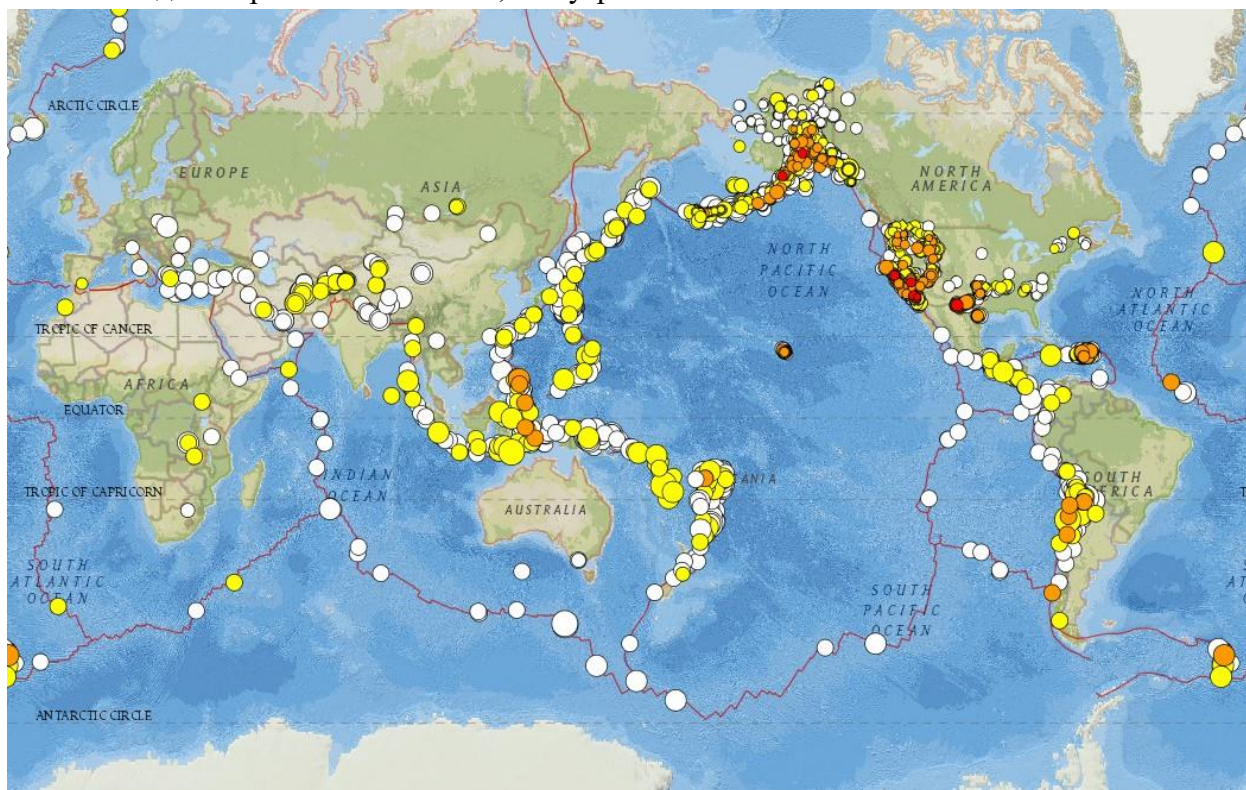 ARCTIC CIRCLE
EUROPE
ASIA
NORTH
AMERICA
NORTH
PACIFIC
OCEAN
NORTH
ATLANTIC
OCEAN
TROPIC OF CANCER
AFRICA
EQUATOR
INDIAN
OCEAN
TROPIC OF CAPRICORN
AUSTRALIA
SOUTH
SOUTH
ATLANTIC
OCEAN
SOUTH
PACIFIC
OCEAN
ANTARCTIC CIRCLE